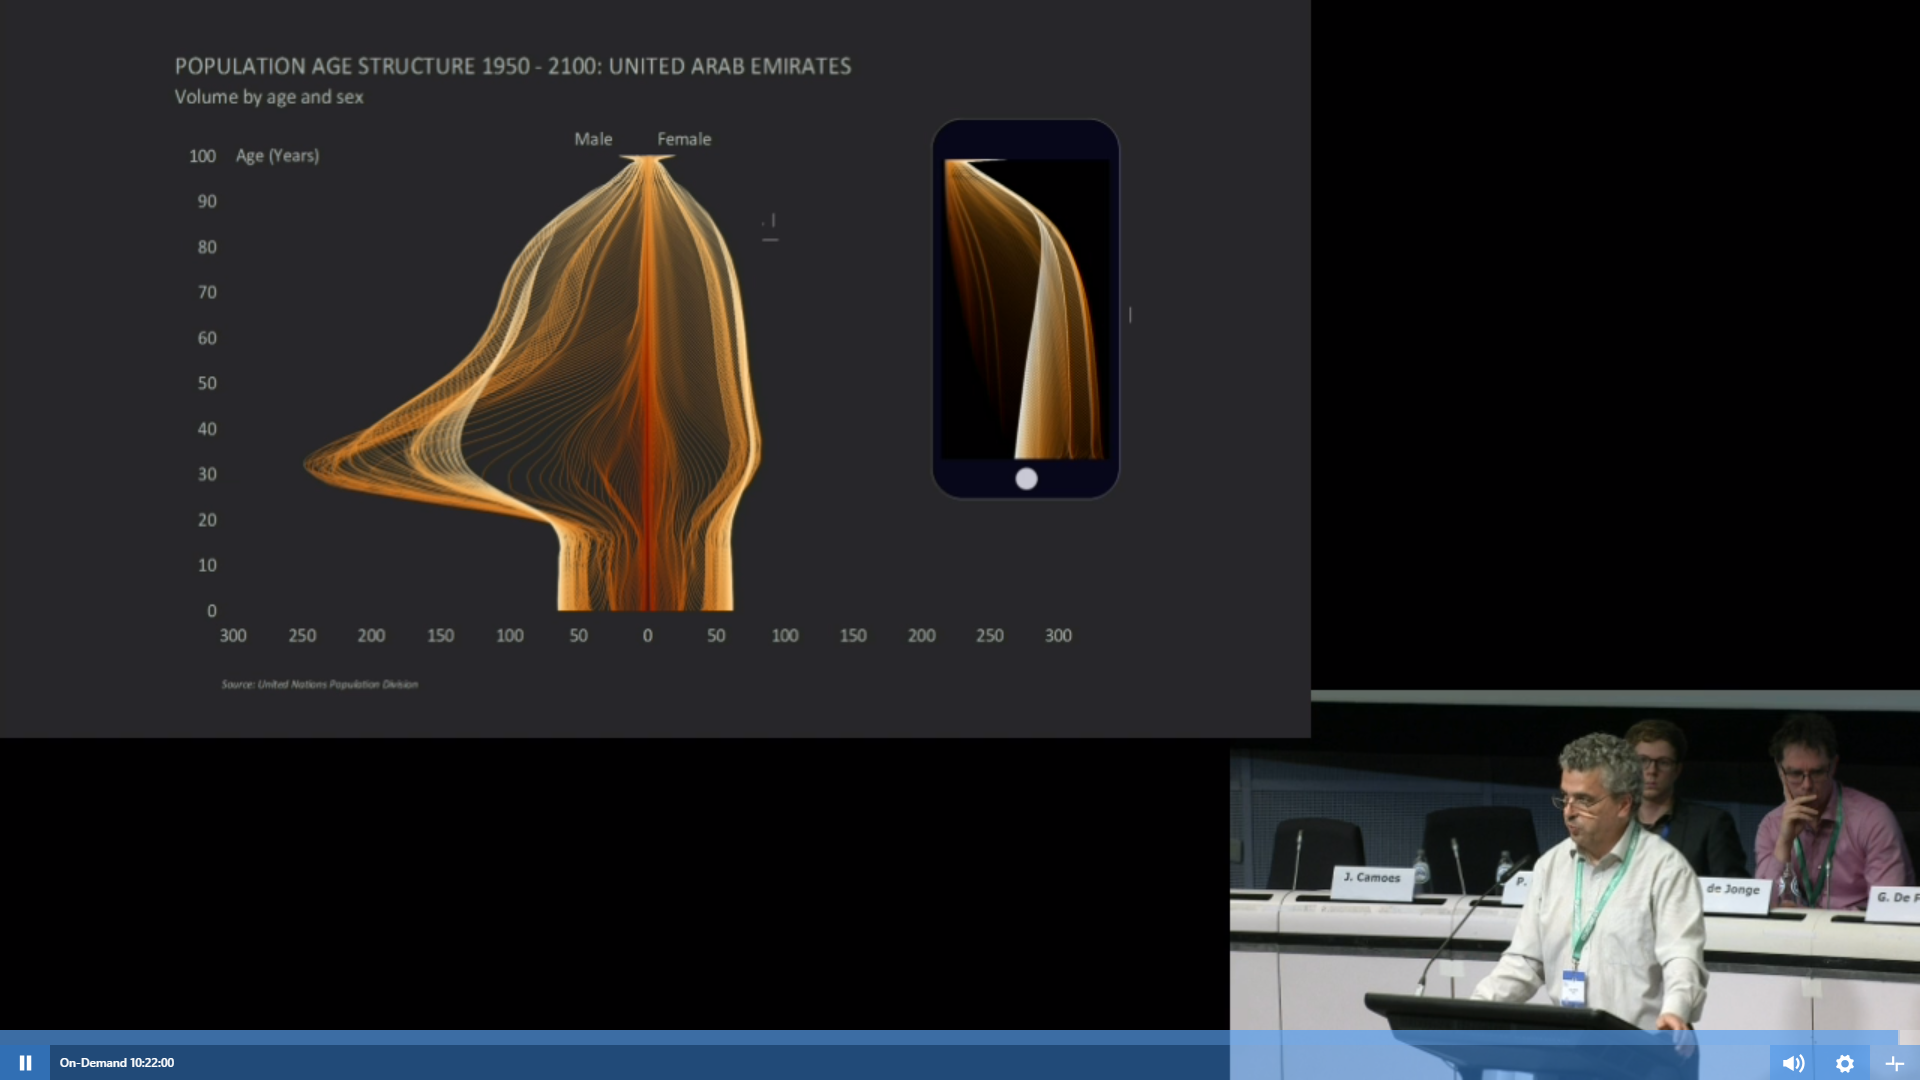 POPULATION AGE STRUCTURE 1950 - 2100: UNITED ARAB EMIRATES
Volume by age and sex
Male Female
100 Age (Years)
90
80
70
60
50
40
30
20
10
0
300 250 200 150 100 50 0 50 100 150 200 250 300
Source: United Nations Population Division
J. Camoes
P.
de Jonge
G. De F
On-Demand 10:22:00